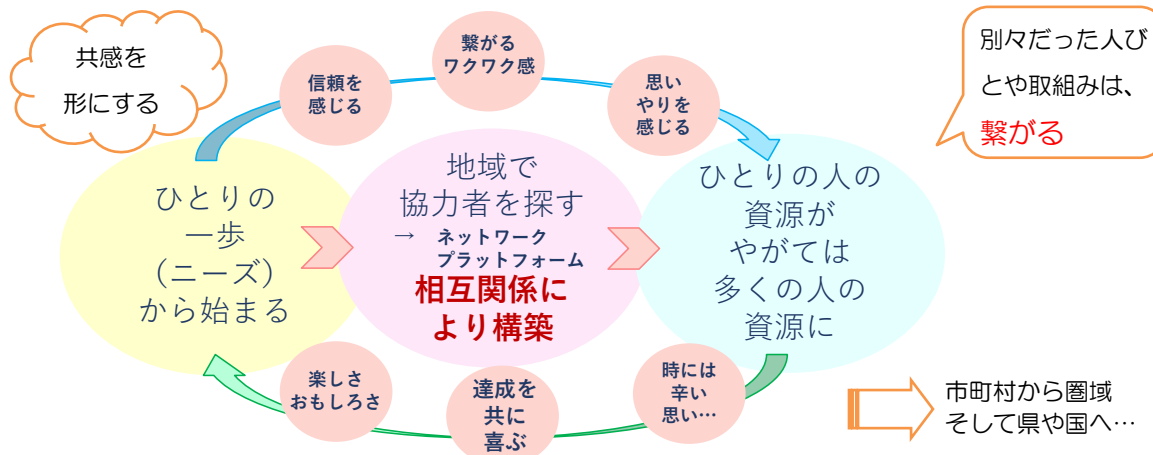 共感を
形にする
信頼を
感じる
繋がる
ワクワク感
思い
やりを
感じる
別々だった人び
とや取組みは、
繋がる
ひとりの
一歩
（ニーズ）
から始まる
地域で
協力者を探す
→ ネットワーク
プラットフォーム
相互関係に
より構築
ひとりの人の
資源が
やがては
多くの人の
資源に
楽しさ
おもしろさ
達成を
共に
喜ぶ
時には
辛い
思い…
市町村から圏域
そして県や国へ…